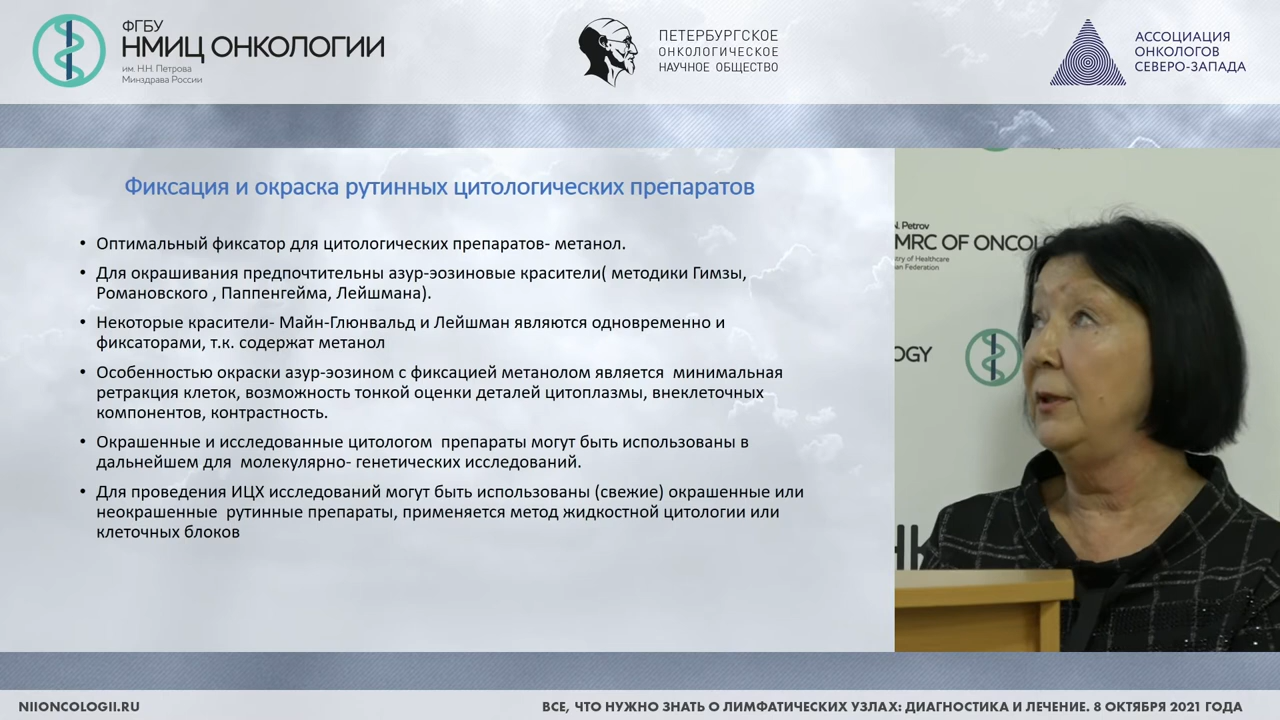 ФГБУ
НМИЦ ОНКОЛОГИИ
им. Н.Н. Петрова
Минздрава России
ПЕТЕРБУРГСКОЕ
ОНКОЛОГИЧЕСКОЕ
НАУЧНОЕ ОБЩЕСТВО
АССОЦИАЦИЯ
ОНКОЛОГОВ
СЕВЕРО-ЗАПАДА
Фиксация и окраска рутинных цитологических препаратов
• Оптимальный фиксатор для цитологических препаратов- метанол.
• Для окрашивания предпочтительны азур-эозиновые красители( методики Гимзы,
Романовского , Паппенгейма, Лейшмана).
• Некоторые красители- Майн-Глюнвальд и Лейшман являются одновременно и
фиксаторами, т.к. содержат метанол
• Особенностью окраски азур-эозином с фиксацией метанолом является  минимальная
ретракция клеток, возможность тонкой оценки деталей цитоплазмы, внеклеточных
компонентов, контрастность.
• Окрашенные и исследованные цитологом  препараты могут быть использованы в
дальнейшем для  молекулярно- генетических исследований.
• Для проведения ИЦХ исследований могут быть использованы (свежие) окрашенные или
неокрашенные  рутинные препараты, применяется метод жидкостной цитологии или
клеточных блоков
N. Petrov
MRC OF ONCOLO
try of Healthcare
an Federation
OGY
NIIONCOLOGII.RU
ВСЕ, ЧТО НУЖНО ЗНАТЬ О ЛИМФАТИЧЕСКИХ УЗЛАХ: ДИАГНОСТИКА И ЛЕЧЕНИЕ. 8 ОКТЯБРЯ 2021 ГОДА